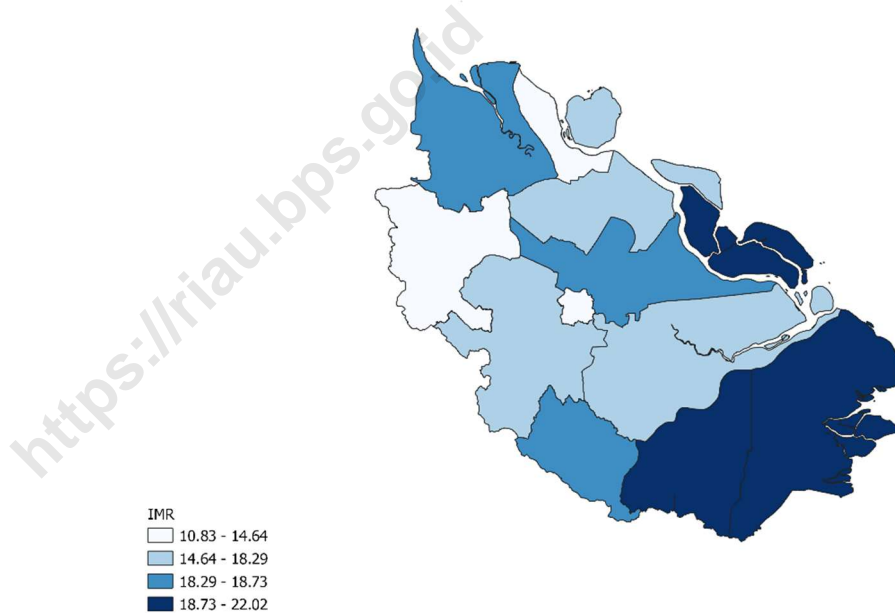 https://riau.bps.go.id
IMR
10.83 - 14.64
14.64 - 18.29
18.29 - 18.73
18.73 - 22.02